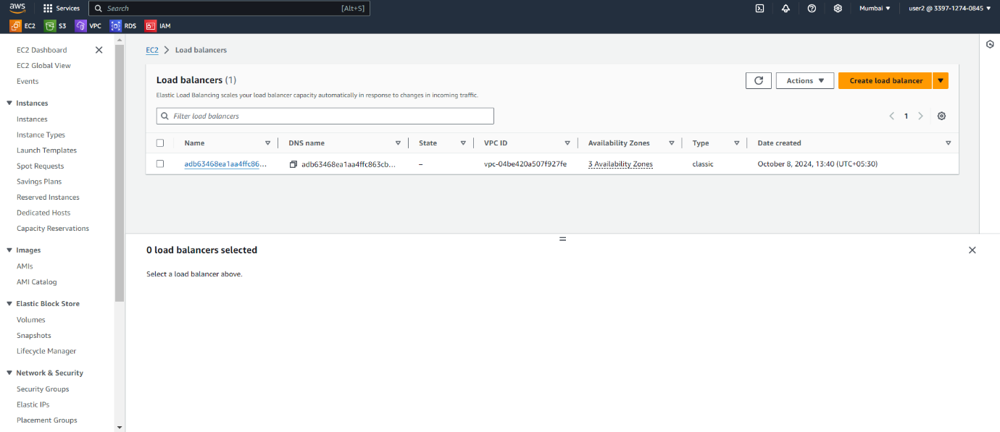 aws Services Search [Alt+S] Mumbai user2 @ 3397-1274-0845
EC2 S3 VPC RDS IAM
EC2 Dashboard
EC2 Global View
Events
Instances
Instances
Instance Types
Launch Templates
Spot Requests
Savings Plans
Reserved Instances
Dedicated Hosts
Capacity Reservations
Images
AMIs
AMI Catalog
Elastic Block Store
Volumes
Snapshots
Lifecycle Manager
Network & Security
Security Groups
Elastic IPs
Placement Groups
EC2 Load balancers
Load balancers (1) Actions Create load balancer
Elastic Load Balancing scales your load balancer capacity automatically in response to changes in incoming traffic.
Filter load balancers 1
Name DNS name State VPC ID Availability Zones Type Date created
adb63468ea1aa4ffc86... adb63468ea1aa4ffc863cb... – vpc-04be420a507f927fe 3 Availability Zones classic October 8, 2024, 13:40 (UTC+05:30)
0 load balancers selected
Select a load balancer above.